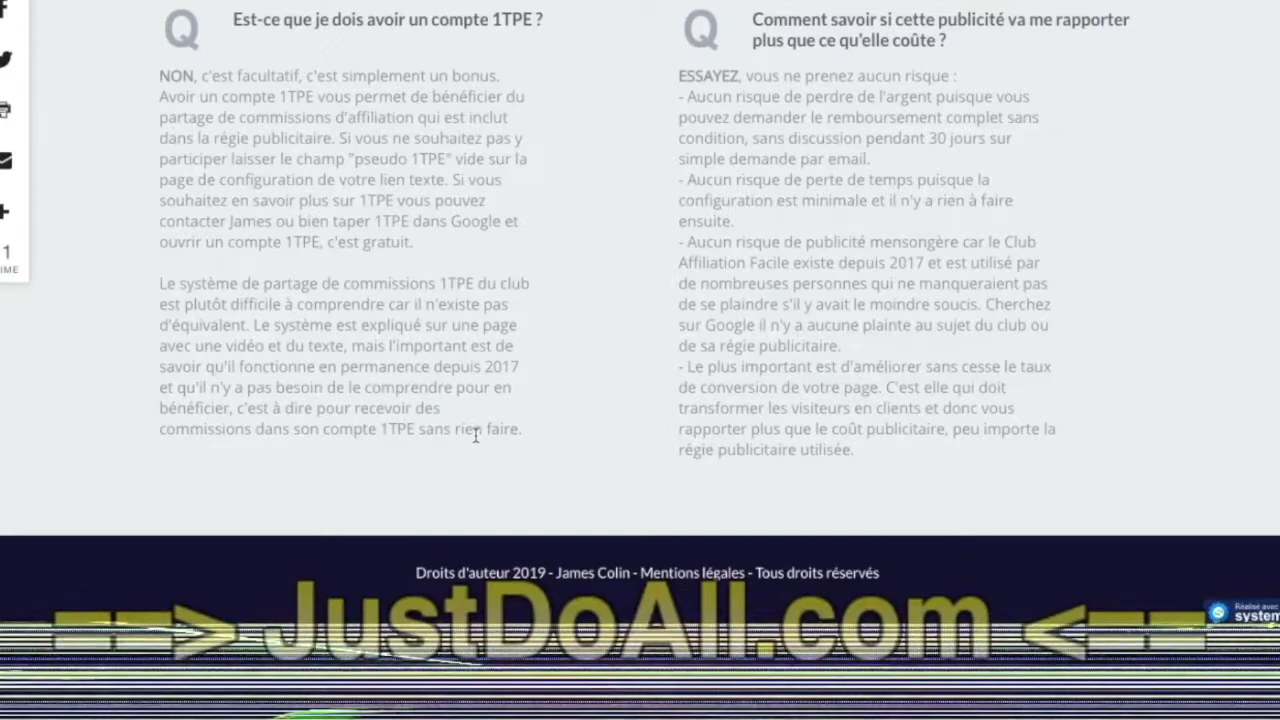 Est-ce que je dois avoir un compte 1TPE ?
NON, c'est facultatif, c'est simplement un bonus.
Avoir un compte 1TPE vous permet de bénéficier du
partage de commissions d'affiliation qui est inclut
dans la régie publicitaire. Si vous ne souhaitez pas y
participer laisser le champ "pseudo 1TPE" vide sur la
page de configuration de votre lien texte. Si vous
souhaitez en savoir plus sur 1TPE vous pouvez
contacter James ou bien taper 1TPE dans Google et
ouvrir un compte 1TPE, c'est gratuit.
Le système de partage de commissions 1TPE du club
est plutôt difficile à comprendre car il n'existe pas
d'équivalent. Le système est expliqué sur une page
avec une vidéo et du texte, mais l'important est de
savoir qu'il fonctionne en permanence depuis 2017
et qu'il n'y a pas besoin de le comprendre pour en
bénéficier, c'est à dire pour recevoir des
commissions dans son compte 1TPE sans rien faire.
Q
Comment savoir si cette publicité va me rapporter
plus que ce qu'elle coûte ?
ESSAYEZ, vous ne prenez aucun risque :
- Aucun risque de perdre de l'argent puisque vous
pouvez demander le remboursement complet sans
condition, sans discussion pendant 30 jours sur
simple demande par email.
- Aucun risque de perte de temps puisque la
configuration est minimale et il n'y a rien à faire
ensuite.
- Aucun risque de publicité mensongère car le Club
Affiliation Facile existe depuis 2017 et est utilisé par
de nombreuses personnes qui ne manqueraient pas
de se plaindre s'il y avait le moindre soucis. Cherchez
sur Google il n'y a aucune plainte au sujet du club ou
de sa régie publicitaire.
- Le plus important est d'améliorer sans cesse le taux
de conversion de votre page. C'est elle qui doit
transformer les visiteurs en clients et donc vous
rapporter plus que le coût publicitaire, peu importe la
régie publicitaire utilisée.
Q
1
IME
Droits d'auteur 2019 - James Colin - Mentions légales - Tous droits réservés
==> JustDoAll.com <==
Réalisé avec
system